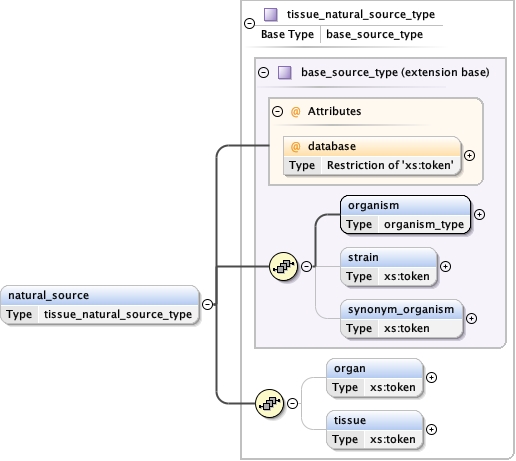 tissue_natural_source_type
Base Type base_source_type
base_source_type (extension base)
@ Attributes
@ database
Type Restriction of 'xs:token'
organism
Type organism_type
strain
Type xs:token
synonym_organism
Type xs:token
natural_source
Type tissue_natural_source_type
organ
Type xs:token
tissue
Type xs:token